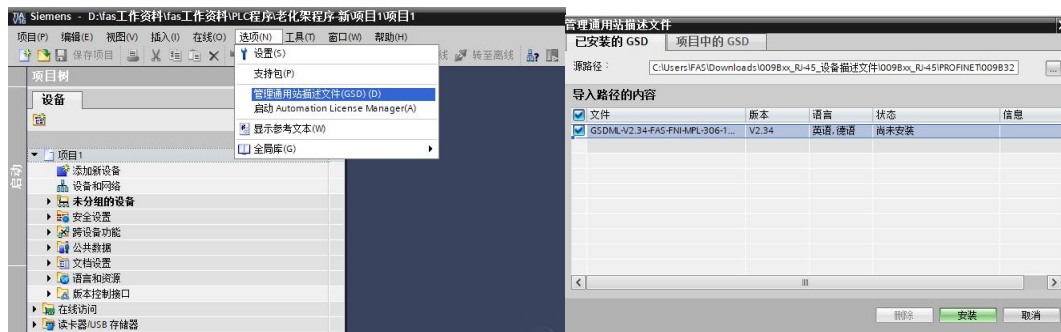 Siemens - D:\fas工作资料\fas工作资料\PLC程序\老化架程序-新\项目1\项目1
项目(P) 编辑(E) 视图(V) 插入(I) 在线(O) 选项(N) 工具(T) 窗口(W) 帮助(H)
保存项目
转至离线
设置(S)
支持包(P)
管理通用站描述文件(GSD)(D)
启动 Automation License Manager(A)
显示参考文本(W)
全局库(G)
项目树
设备
启动
项目1
添加新设备
设备和网络
未分组的设备
安全设置
跨设备功能
公共数据
文档设置
语言和资源
版本控制接口
在线访问
读卡器/USB 存储器
管理通用站描述文件
已安装的 GSD 项目中的 GSD
源路径：
C:\Users\FAS\Downloads\009Bxx_RJ-45_设备描述文件\009Bxx_RJ-45\PROFINET\009B32
...
导入路径的内容
文件 版本 语言 状态 信息
GSDML-V2.34-FAS-FNI-MPL-306-1... V2.34 英语, 德语 尚未安装
删除 安装 取消